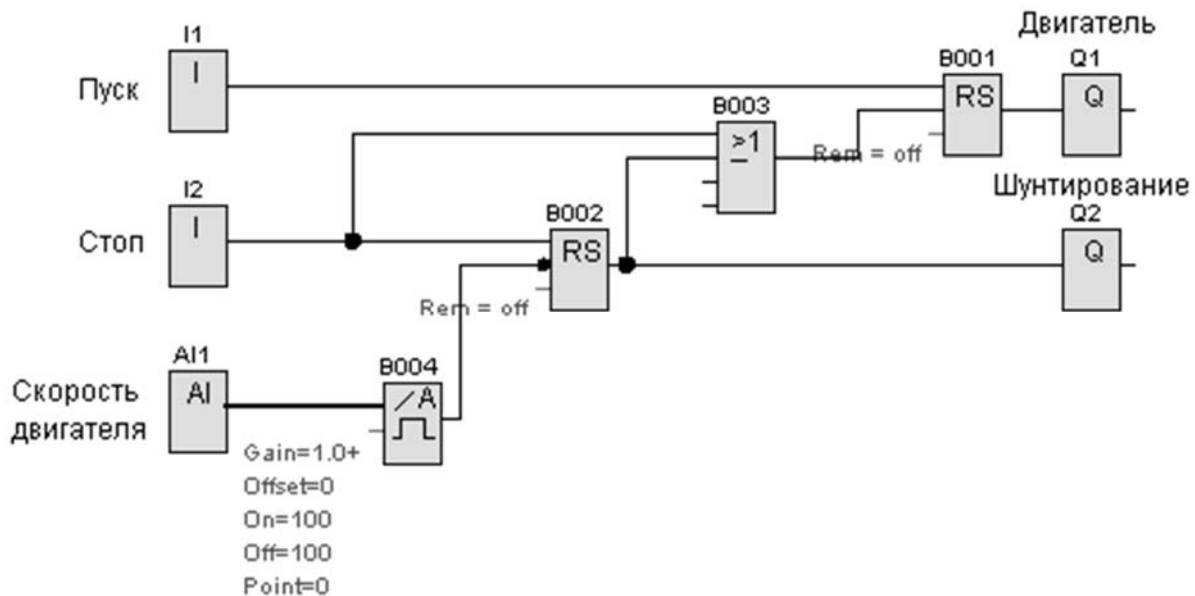 Двигатель
I1
B001
Q1
Пуск
I
RS
Q
B003
>1
Rem = off
Шунтирование
I2
B002
Q2
Стоп
I
RS
Q
Rem = off
AI1
B004
Скорость
двигателя
AI
/A
Gain=1.0+
Offset=0
On=100
Off=100
Point=0